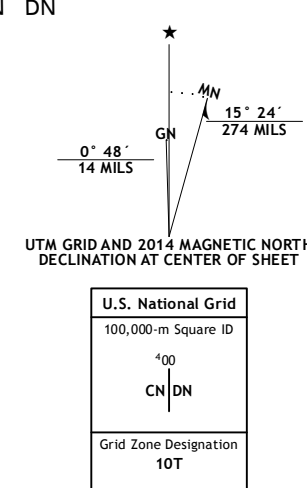 DN
MN
15° 24´
274 MILS
GN
0° 48´
14 MILS
UTM GRID AND 2014 MAGNETIC NORTH
DECLINATION AT CENTER OF SHEET
U.S. National Grid
100,000-m Square ID
⁴00
CN DN
Grid Zone Designation
10T